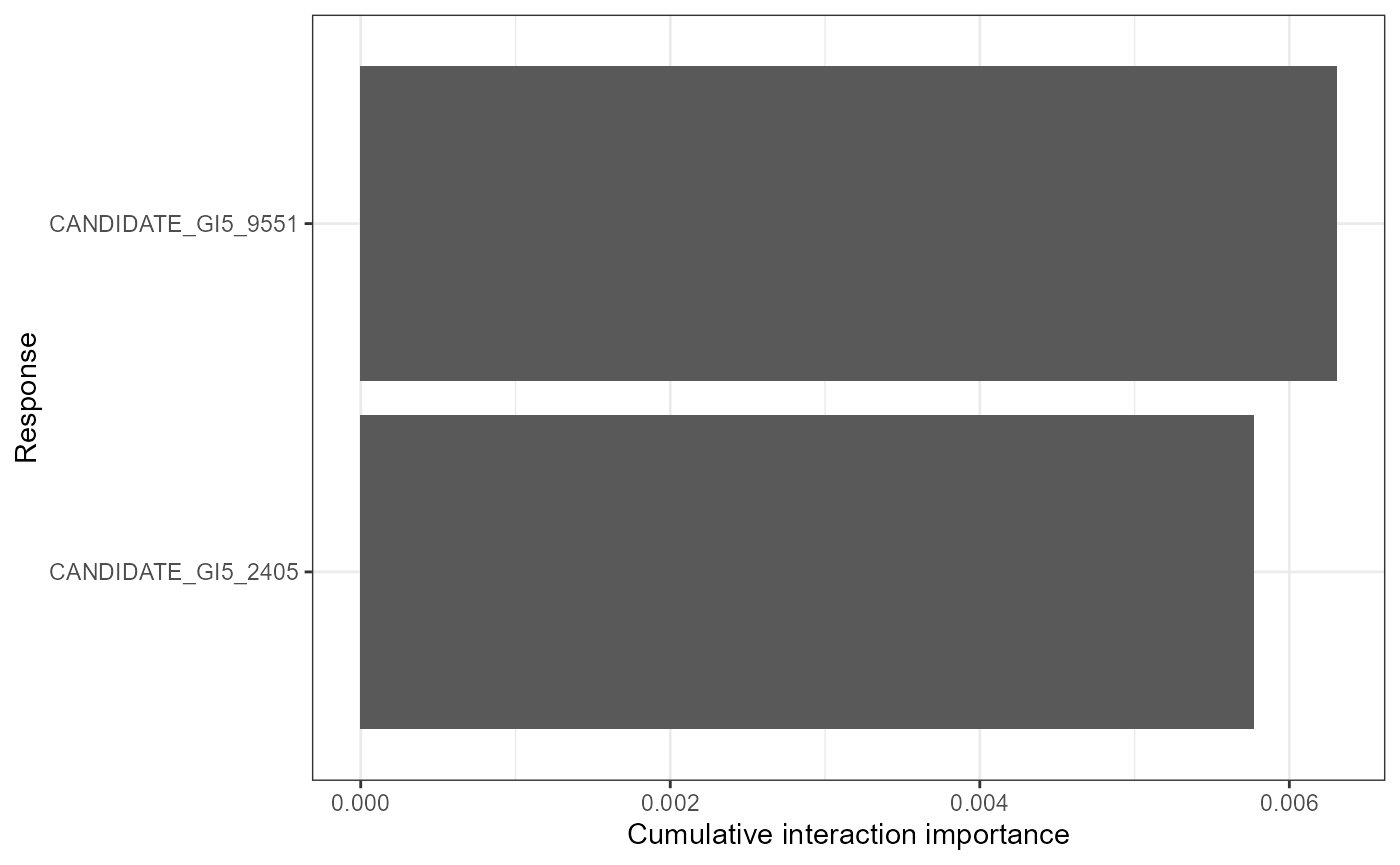 Response
CANDIDATE_GI5_9551
CANDIDATE_GI5_2405
0.000 0.002 0.004 0.006
Cumulative interaction importance